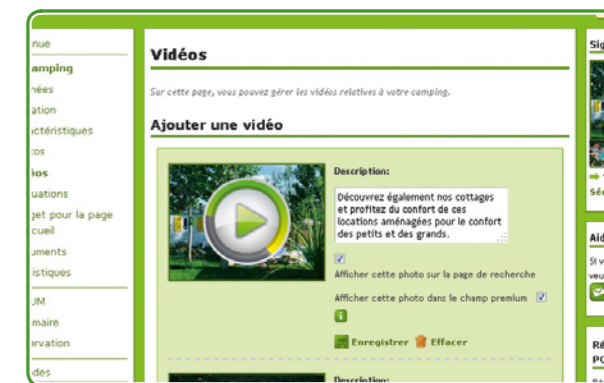 nue
amping
nées
ation
actéristiques
tos
éos
uations
get pour la page
cueil
uments
istiques
UM
maire
ervation
des
Vidéos
Sur cette page, vous pouvez gérer les vidéos relatives à votre camping.
Ajouter une vidéo
Description:
Découvrez également nos cottages
et profitez du confort de ces
locations aménagées pour le confort
des petits et des grands.
Afficher cette photo sur la page de recherche
Afficher cette photo dans le champ premium
i
Enregistrer Effacer
Description:
Sig
Sér
Aid
Si v
veu
Ré
PO